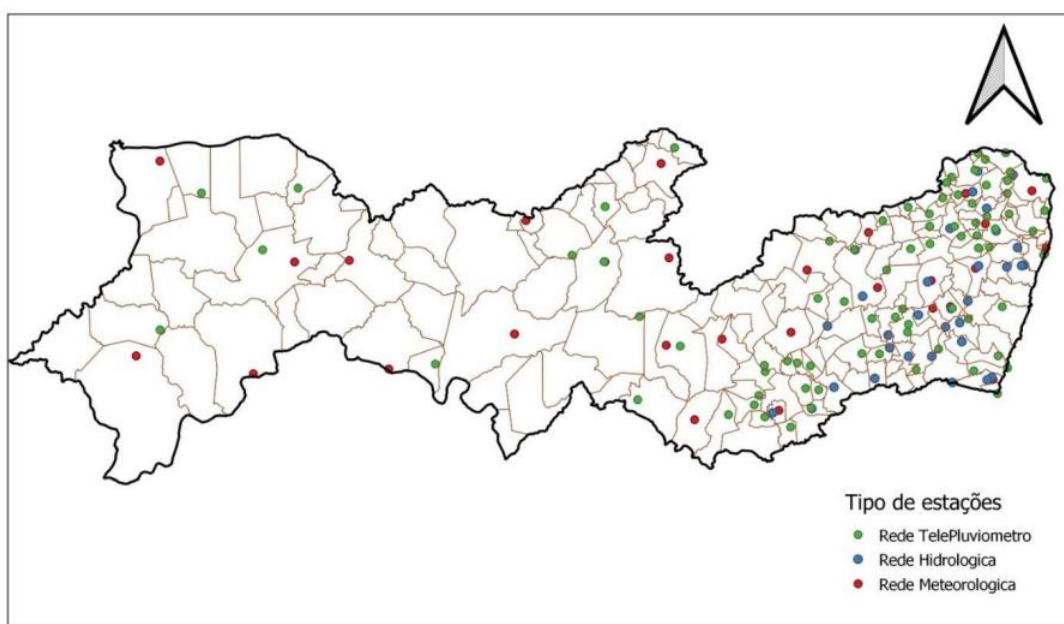 Tipo de estações
Rede TelePluviometro
Rede Hidrologica
Rede Meteorologica